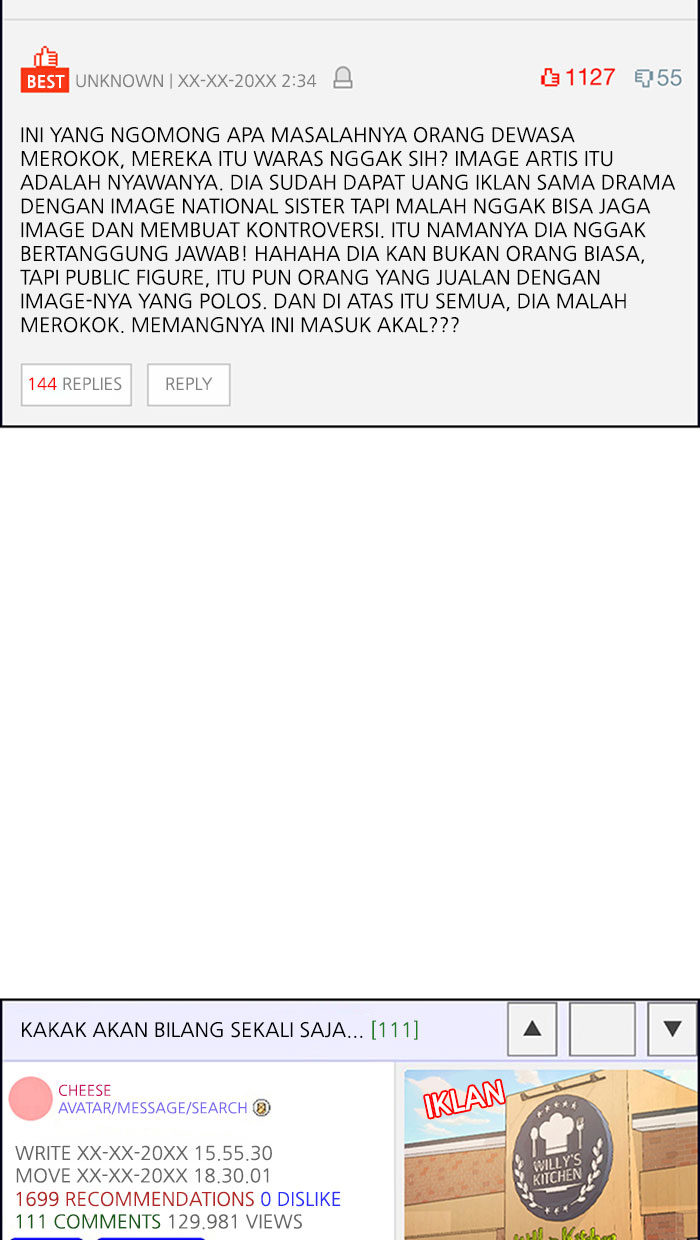 BEST UNKNOWN | XX-XX-20XX 2:34 1127 55
INI YANG NGOMONG APA MASALAHNYA ORANG DEWASA
MEROKOK, MEREKA ITU WARAS NGGAK SIH? IMAGE ARTIS ITU
ADALAH NYAWANYA. DIA SUDAH DAPAT UANG IKLAN SAMA DRAMA
DENGAN IMAGE NATIONAL SISTER TAPI MALAH NGGAK BISA JAGA
IMAGE DAN MEMBUAT KONTROVERSI. ITU NAMANYA DIA NGGAK
BERTANGGUNG JAWAB! HAHAHA DIA KAN BUKAN ORANG BIASA,
TAPI PUBLIC FIGURE, ITU PUN ORANG YANG JUALAN DENGAN
IMAGE-NYA YANG POLOS. DAN DI ATAS ITU SEMUA, DIA MALAH
MEROKOK. MEMANGNYA INI MASUK AKAL???
144 REPLIES REPLY
KAKAK AKAN BILANG SEKALI SAJA... [111]
CHEESE
AVATAR/MESSAGE/SEARCH
WRITE XX-XX-20XX 15.55.30
MOVE XX-XX-20XX 18.30.01
1699 RECOMMENDATIONS 0 DISLIKE
111 COMMENTS 129.981 VIEWS
IKLAN
WILLY'S
KITCHEN
Kitchen